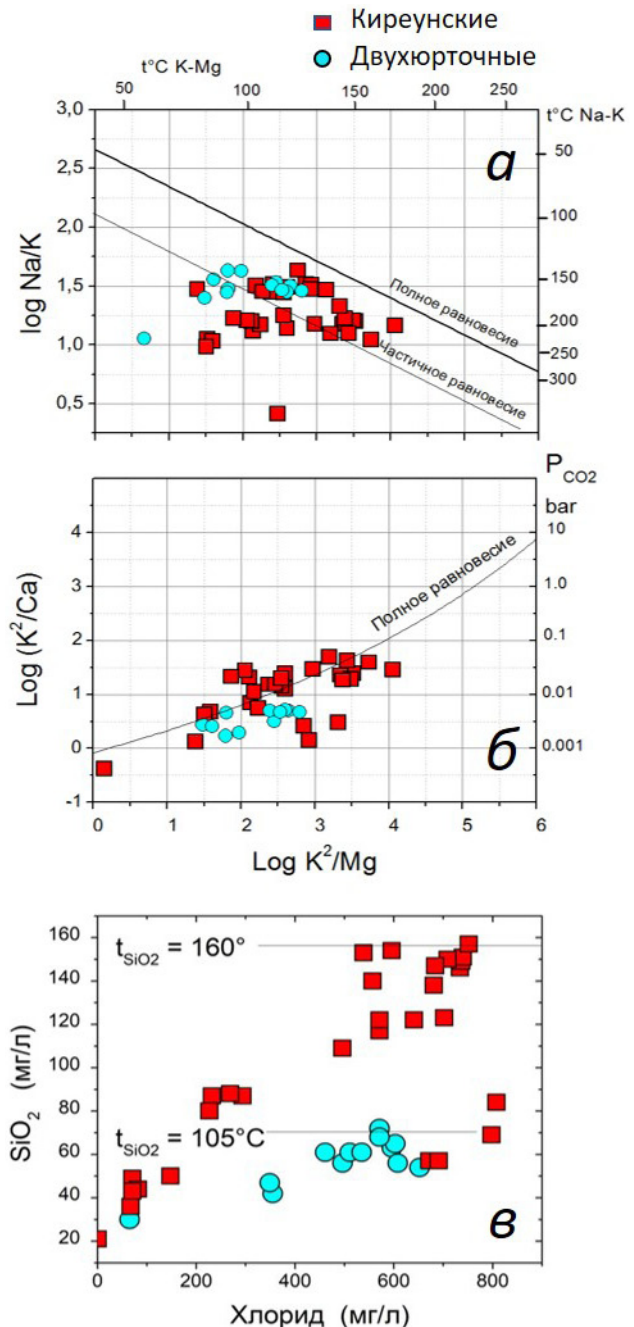 Киреунские
Двухюрточные
t°C K-Mg
50 100 150 200 260
t°C Na-K
3,0
2,5
2,0
1,5
1,0
0,5
log Na/K
50
100
150
200
250
300
а
Полное равновесие
Частичное равновесие
P CO2
bar
10
1.0
0.1
0.01
0.001
4
3
2
1
0
-1
Log (K²/Ca)
Полное равновесие
б
0 1 2 3 4 5 6
Log K²/Mg
160
140
120
100
80
60
40
20
SiO2 (мг/л)
tSiO2 = 160°
tSiO2 = 105°C
в
0 200 400 600 800
Хлорид (мг/л)